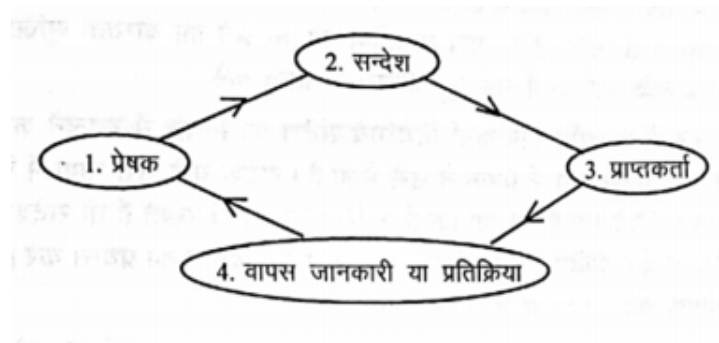 2. सन्देश
1. प्रेषक
3. प्राप्तकर्ता
4. वापस जानकारी या प्रतिक्रिया